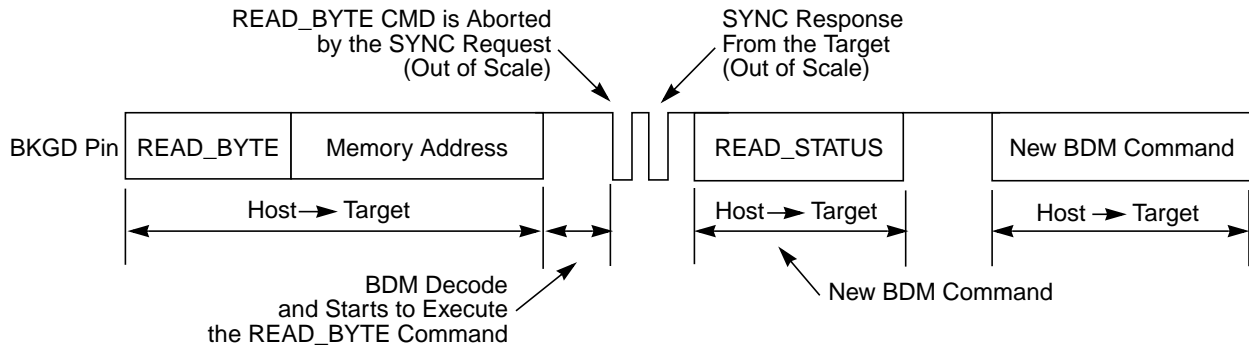 READ_BYTE CMD is Aborted
by the SYNC Request
(Out of Scale)
SYNC Response
From the Target
(Out of Scale)
BKGD Pin
READ_BYTE
Memory Address
READ_STATUS
New BDM Command
Host Target
Host Target
Host Target
BDM Decode
and Starts to Execute
the READ_BYTE Command
New BDM Command